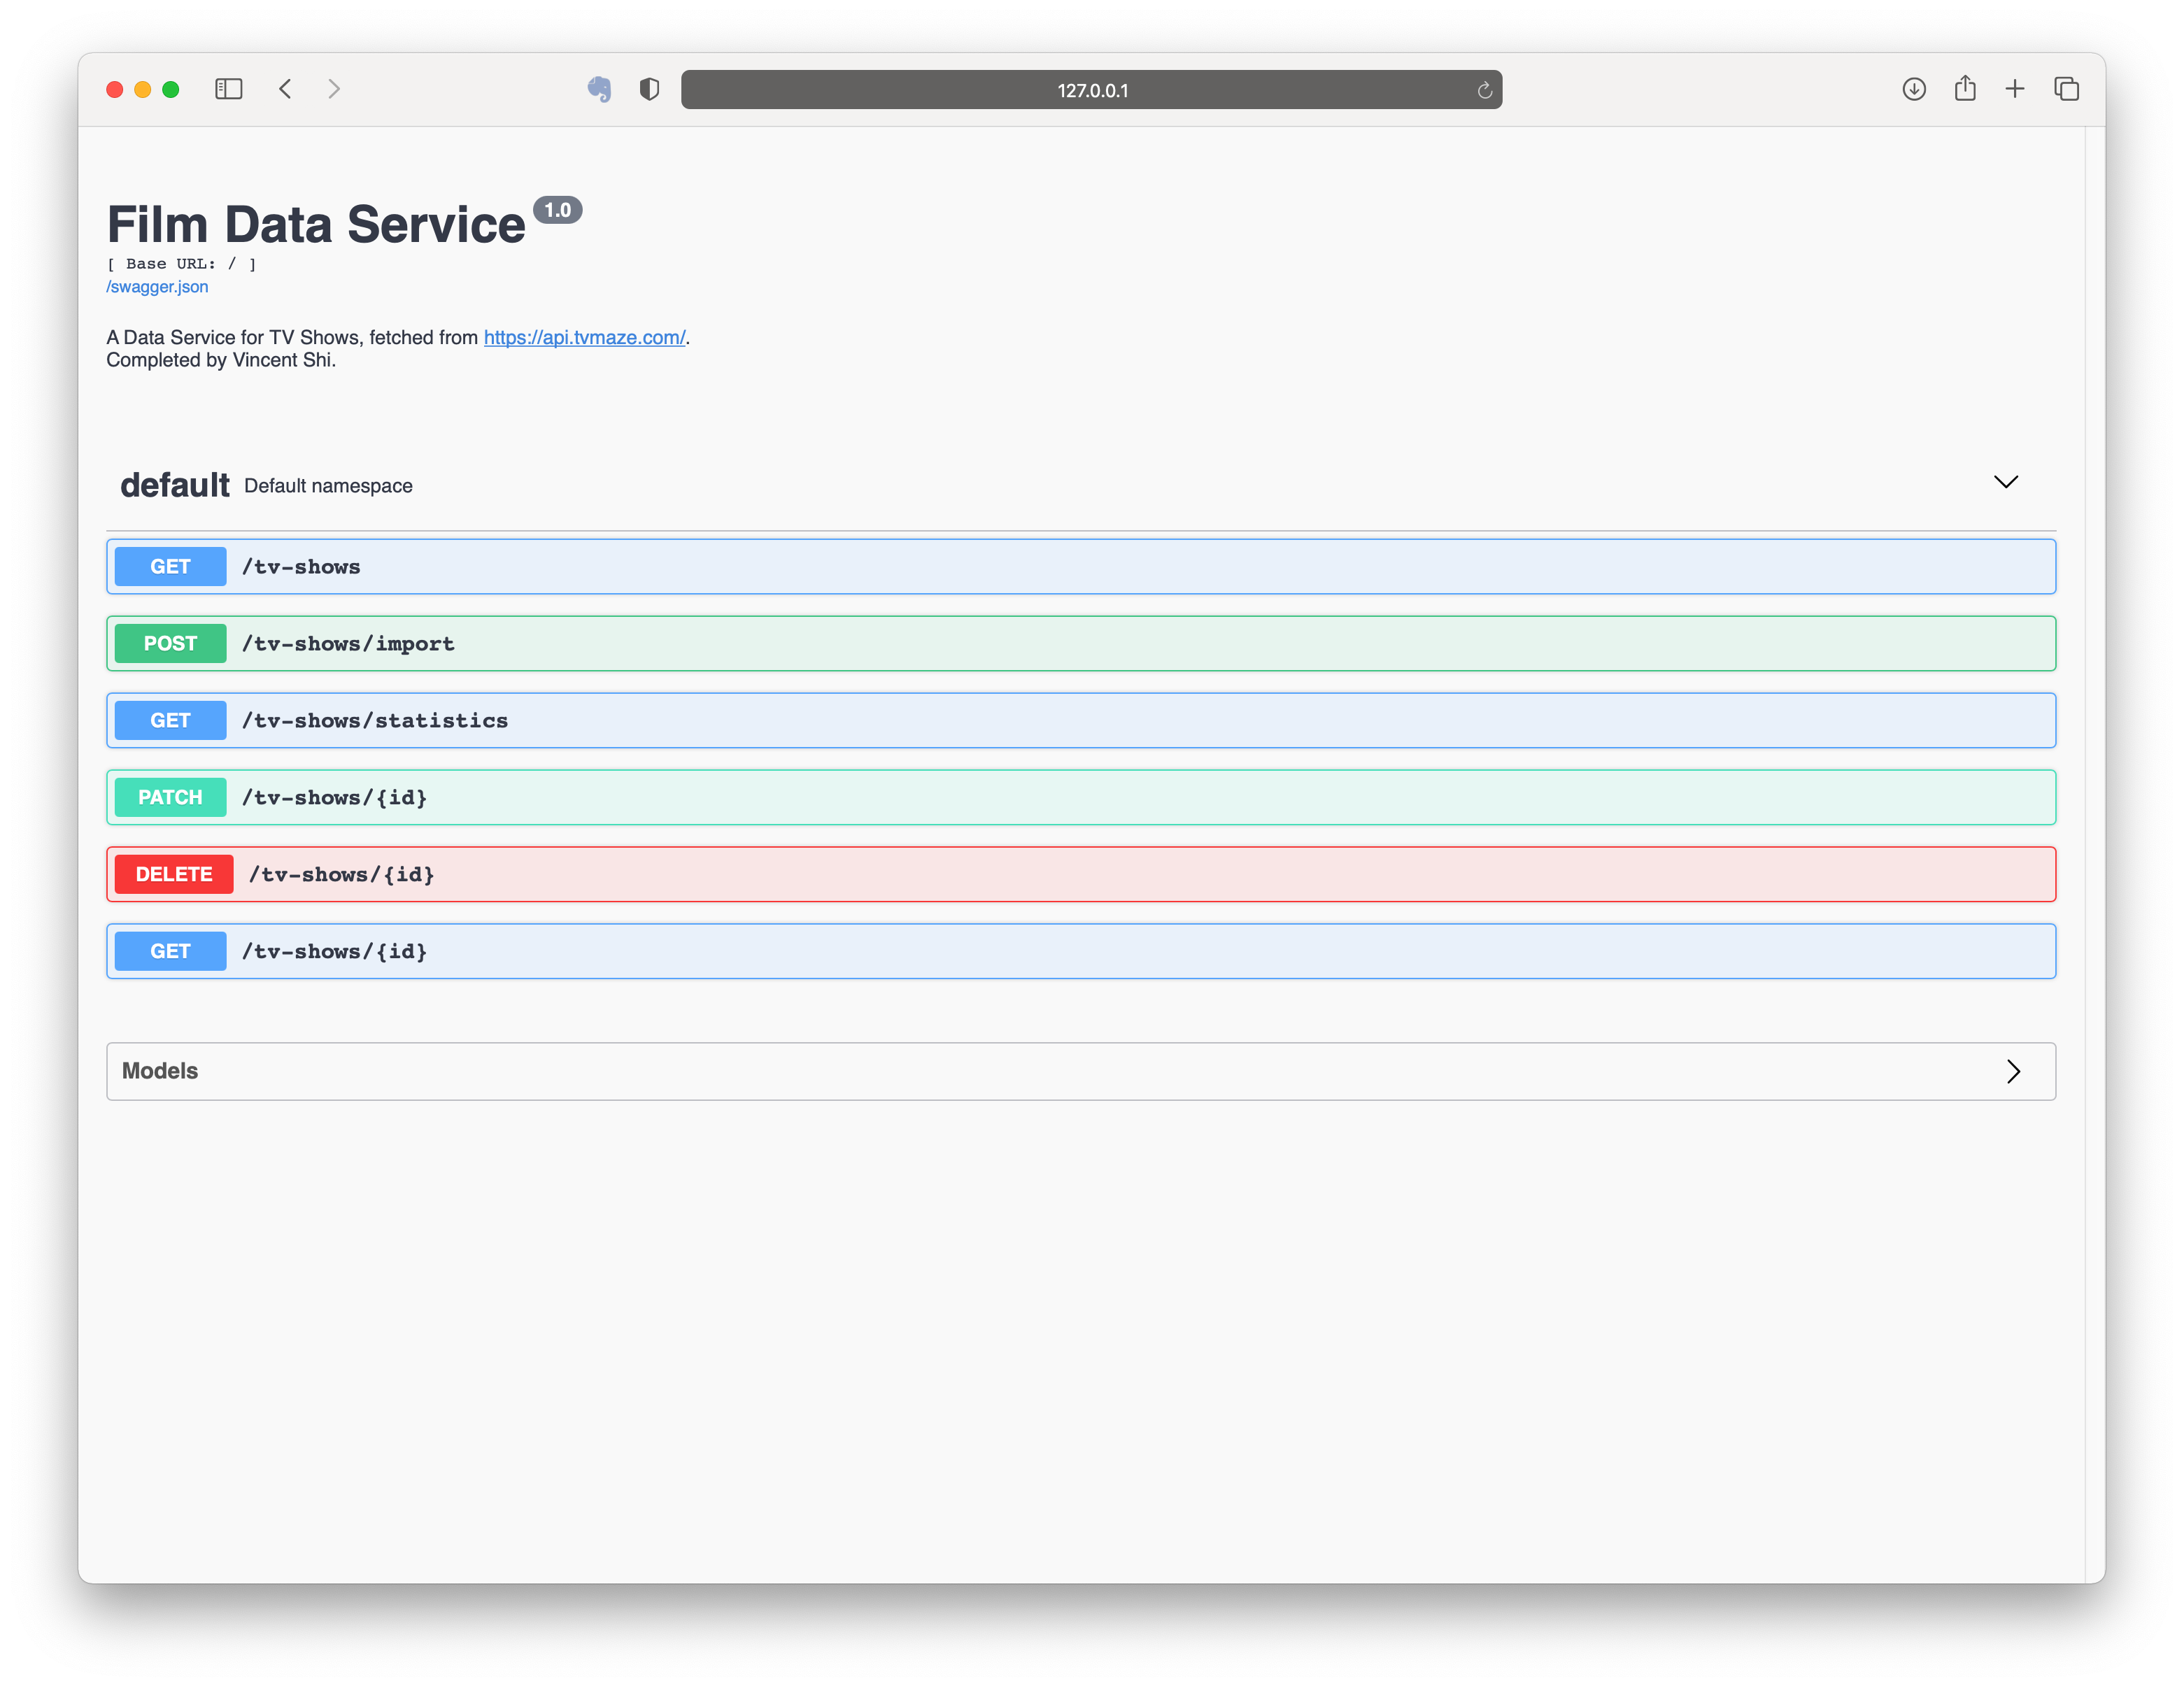 127.0.0.1
Film Data Service 1.0
[ Base URL: / ]
/swagger.json
A Data Service for TV Shows, fetched from https://api.tvmaze.com/.
Completed by Vincent Shi.
default Default namespace
GET /tv-shows
POST /tv-shows/import
GET /tv-shows/statistics
PATCH /tv-shows/{id}
DELETE /tv-shows/{id}
GET /tv-shows/{id}
Models